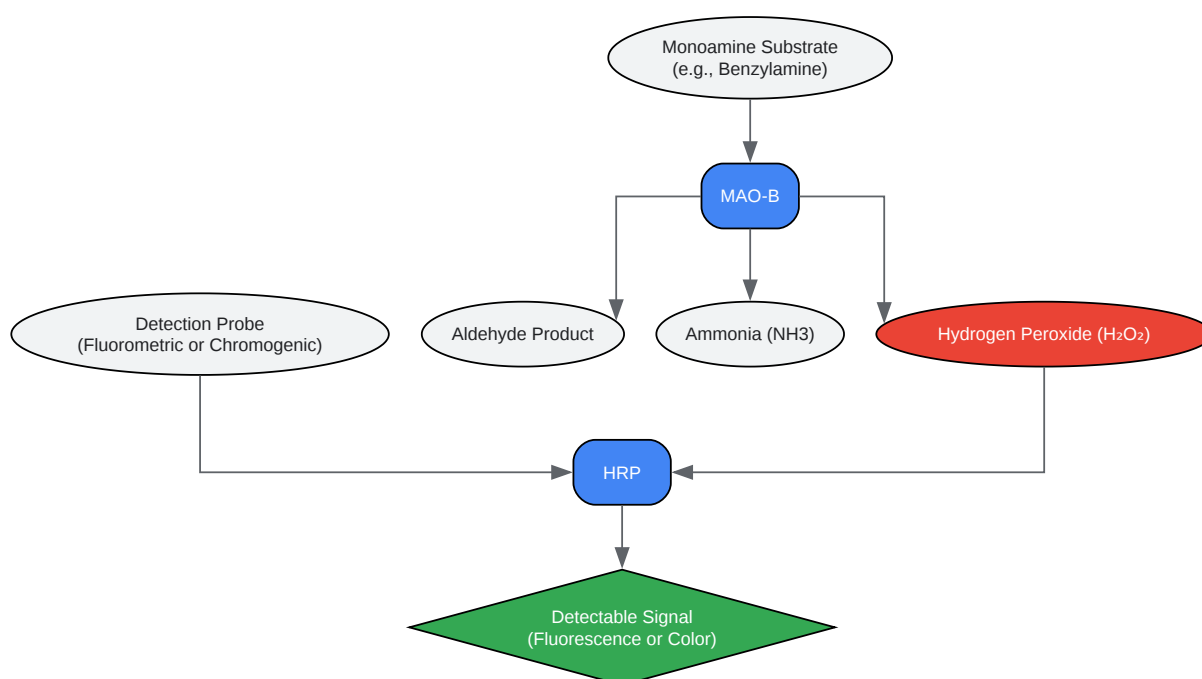 Monoamine Substrate
(e.g., Benzylamine)
MAO-B
Detection Probe
(Fluorometric or Chromogenic)
Aldehyde Product
Ammonia (NH3)
Hydrogen Peroxide (H₂O₂)
HRP
Detectable Signal
(Fluorescence or Color)